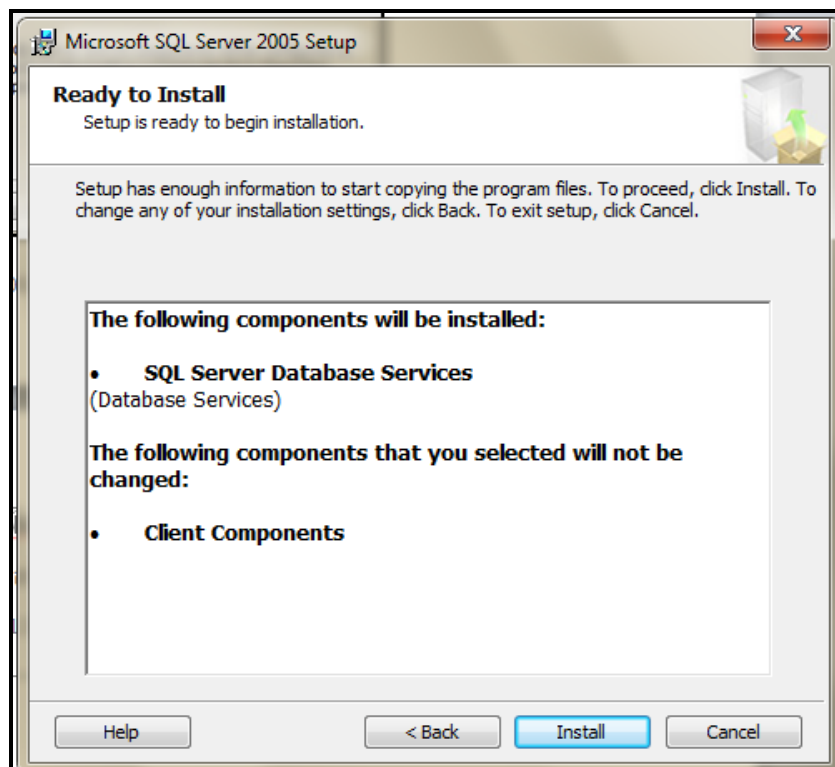 Microsoft SQL Server 2005 Setup
Ready to Install
Setup is ready to begin installation.
Setup has enough information to start copying the program files. To proceed, click Install. To
change any of your installation settings, click Back. To exit setup, click Cancel.
The following components will be installed:
• SQL Server Database Services
(Database Services)
The following components that you selected will not be
changed:
• Client Components
Help
< Back
Install
Cancel